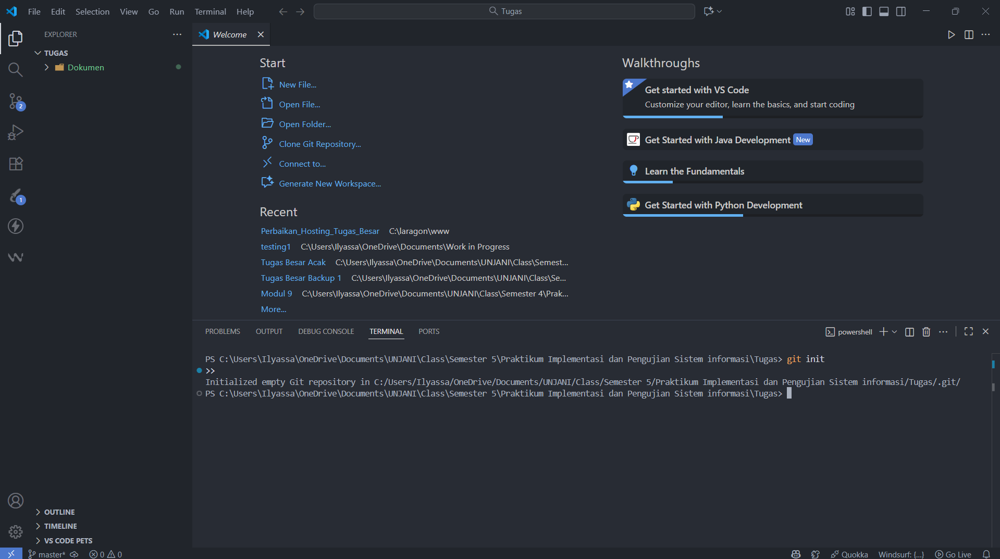 File Edit Selection View Go Run Terminal Help
Tugas
EXPLORER
TUGAS
Dokumen
2
1
Welcome
Start
New File...
Open File...
Open Folder...
Clone Git Repository...
Connect to...
Generate New Workspace...
Recent
Perbaikan_Hosting_Tugas_Besar C:\laragon\www
testing1 C:\Users\Ilyassa\OneDrive\Documents\Work in Progress
Tugas Besar Acak C:\Users\Ilyassa\OneDrive\Documents\UNJANI\Class\Semest...
Tugas Besar Backup 1 C:\Users\Ilyassa\OneDrive\Documents\UNJANI\Class\Se...
Modul 9 C:\Users\Ilyassa\OneDrive\Documents\UNJANI\Class\Semester 4\Prak...
More...
Walkthroughs
Get started with VS Code
Customize your editor, learn the basics, and start coding
Get Started with Java Development New
Learn the Fundamentals
Get Started with Python Development
PROBLEMS OUTPUT DEBUG CONSOLE TERMINAL PORTS
powershell
PS C:\Users\Ilyassa\OneDrive\Documents\UNJANI\Class\Semester 5\Praktikum Implementasi dan Pengujian Sistem informasi\Tugas> git init
>>
Initialized empty Git repository in C:/Users/Ilyassa/OneDrive/Documents/UNJANI/Class/Semester 5/Praktikum Implementasi dan Pengujian Sistem informasi/Tugas/.git/
PS C:\Users\Ilyassa\OneDrive\Documents\UNJANI\Class\Semester 5\Praktikum Implementasi dan Pengujian Sistem informasi\Tugas>
OUTLINE
TIMELINE
VS CODE PETS
master* 0 0
Quokka Windsurf: {...} Go Live